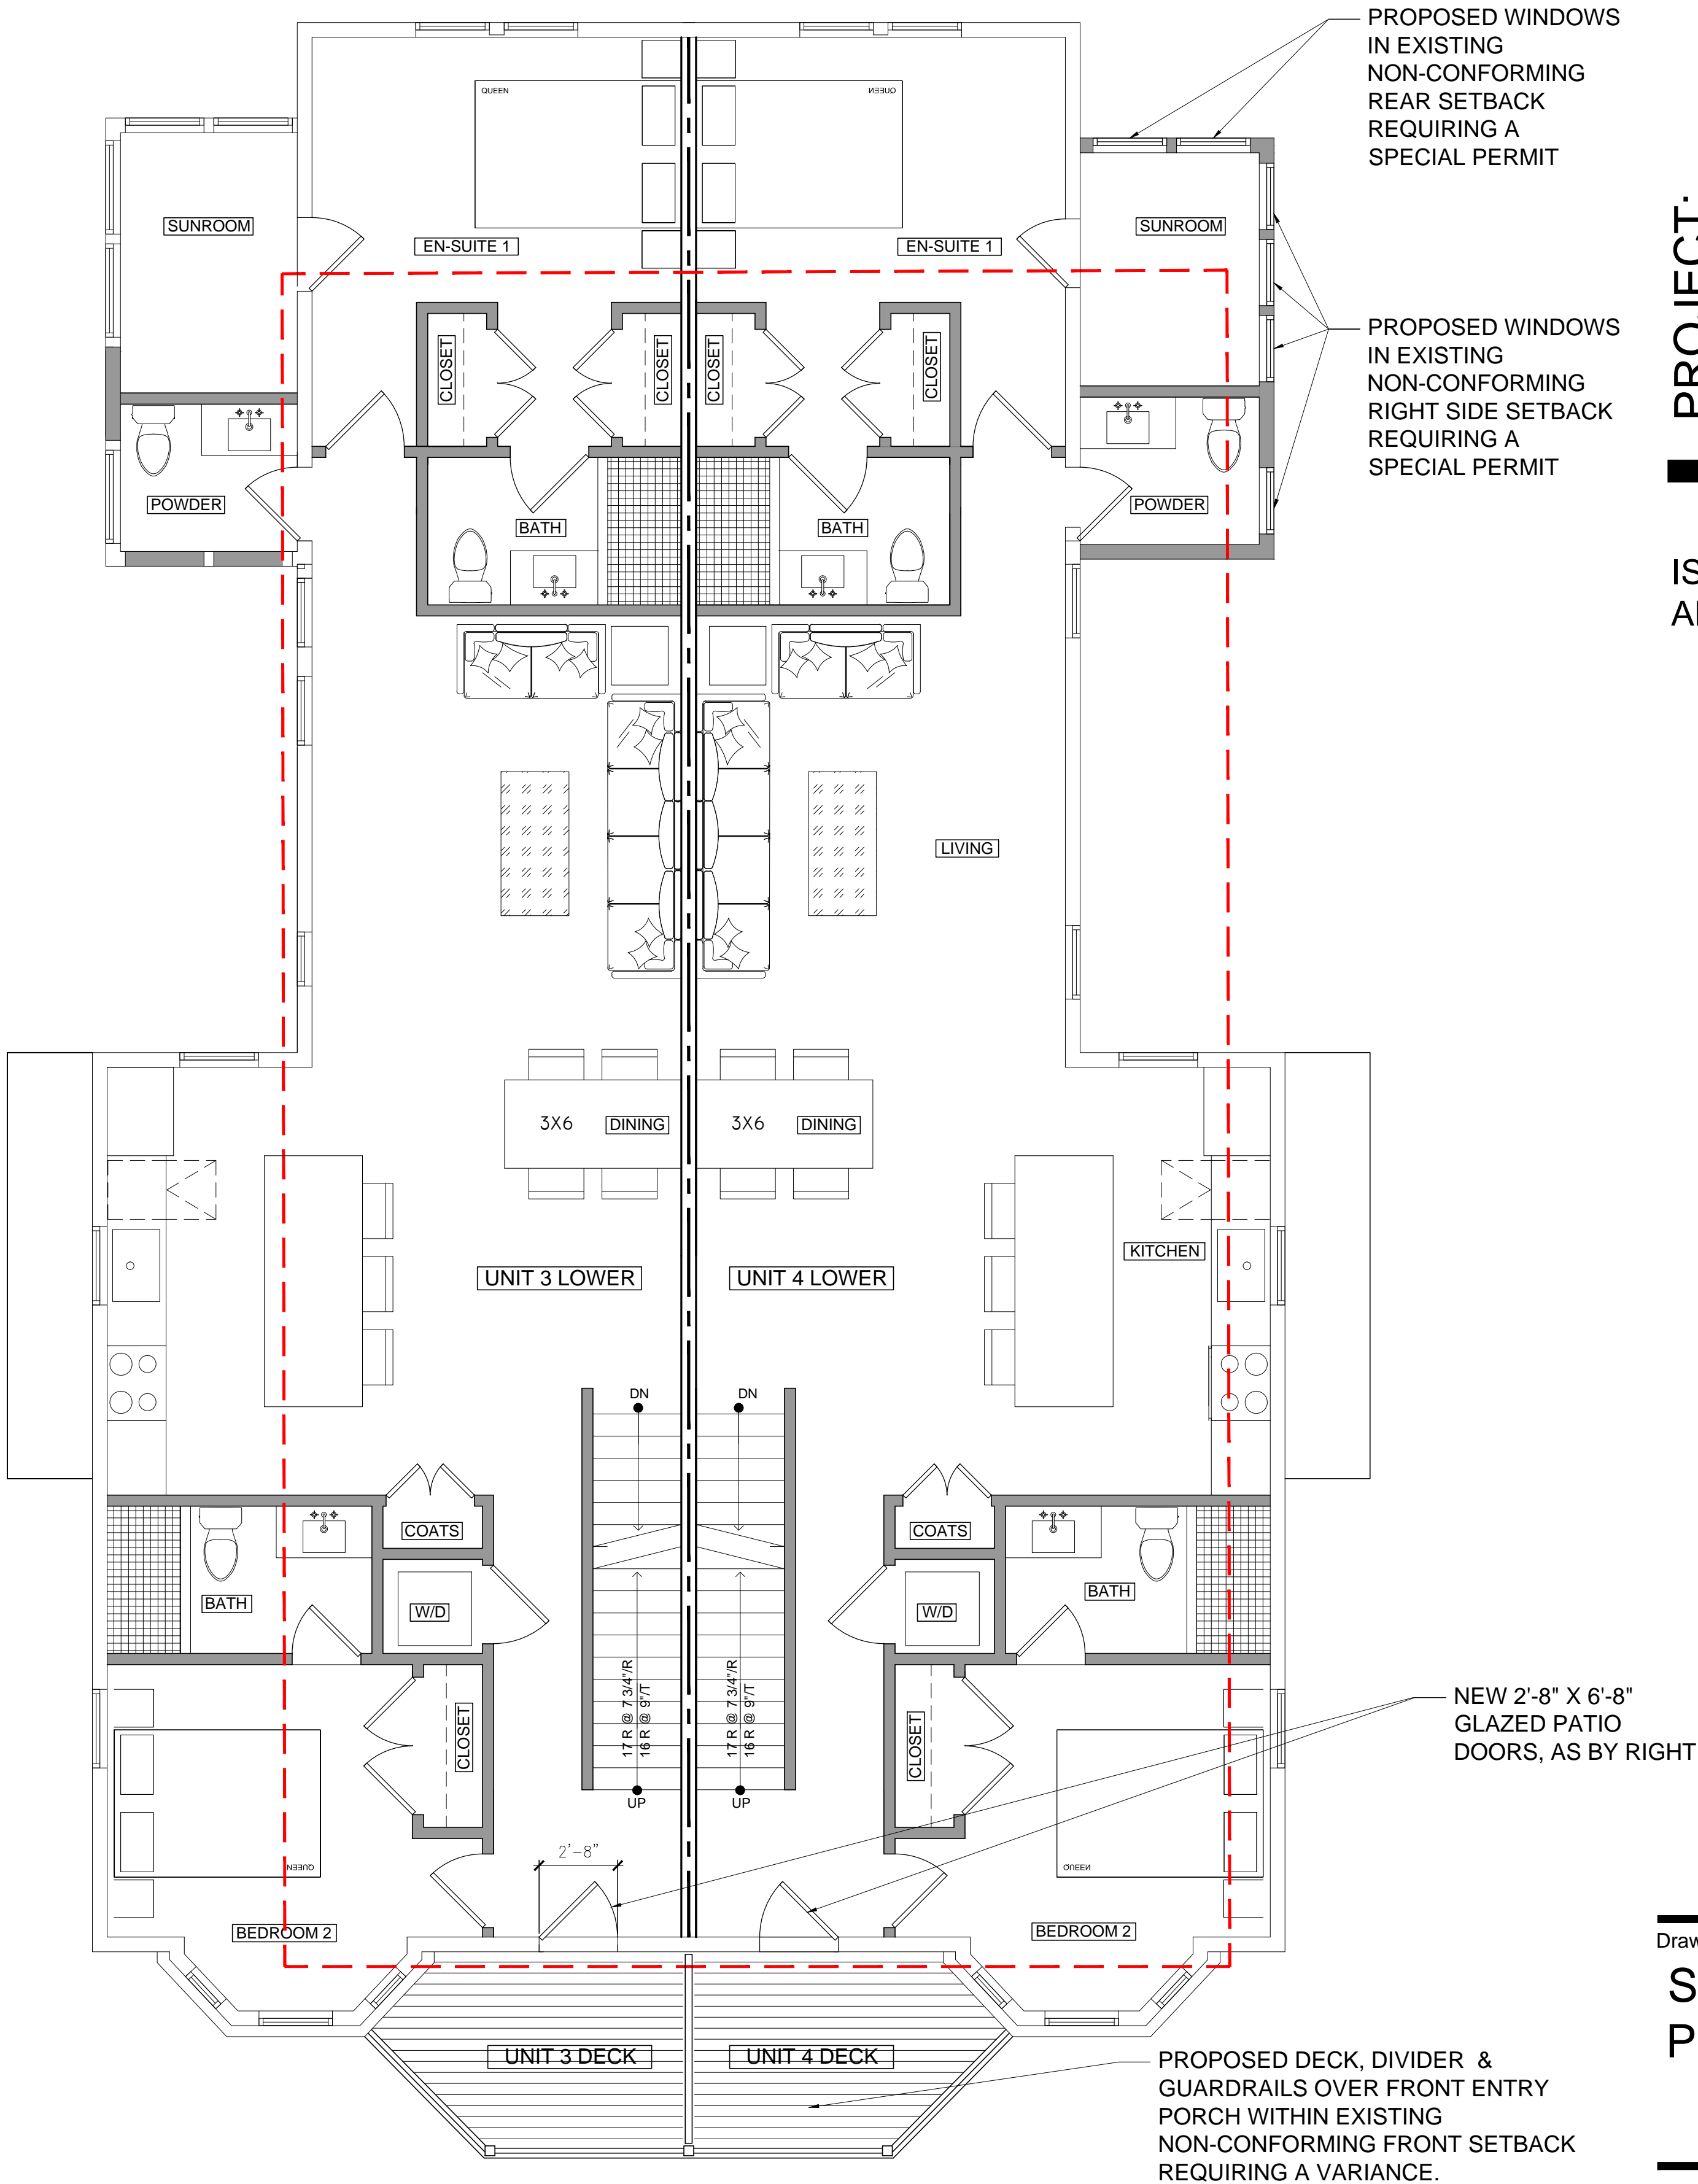 PROPOSED WINDOWS
IN EXISTING
NON-CONFORMING
REAR SETBACK
REQUIRING A
SPECIAL PERMIT
QUEEN
QUEEN
SUNROOM
EN-SUITE 1
EN-SUITE 1
SUNROOM
PROJECT:
PROPOSED WINDOWS
IN EXISTING
NON-CONFORMING
RIGHT SIDE SETBACK
REQUIRING A
SPECIAL PERMIT
CLOSET
CLOSET
CLOSET
CLOSET
POWDER
BATH
BATH
POWDER
IS
LIVING
3X6
DINING
3X6
DINING
KITCHEN
UNIT 3 LOWER
UNIT 4 LOWER
DN
DN
COATS
COATS
BATH
W/D
W/D
BATH
17 R @ 7 3/4"/R
16 R @ 9"/T
17 R @ 7 3/4"/R
16 R @ 9"/T
CLOSET
CLOSET
UP
UP
NEW 2'-8" X 6'-8"
GLAZED PATIO
DOORS, AS BY RIGHT
2'-8"
QUEEN
QUEEN
BEDROOM 2
BEDROOM 2
Draw
S
P
UNIT 3 DECK
UNIT 4 DECK
PROPOSED DECK, DIVIDER &
GUARDRAILS OVER FRONT ENTRY
PORCH WITHIN EXISTING
NON-CONFORMING FRONT SETBACK
REQUIRING A VARIANCE.